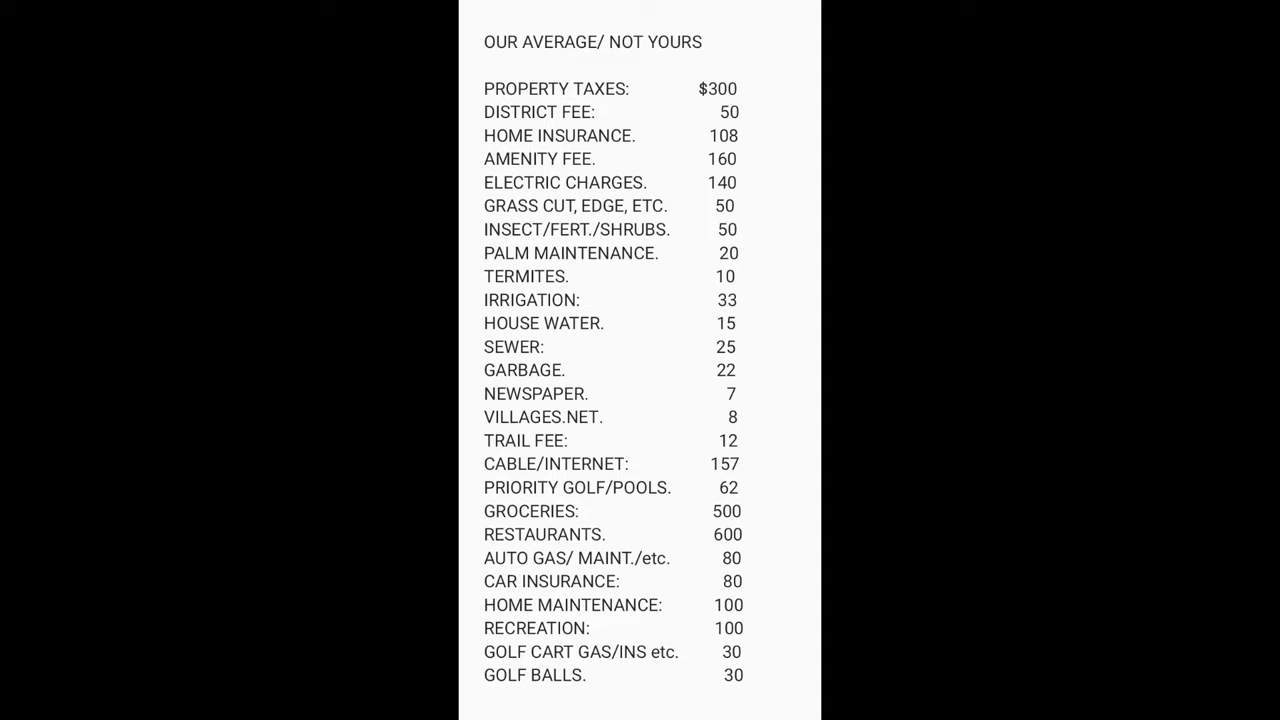 OUR AVERAGE/ NOT YOURS
PROPERTY TAXES: $300
DISTRICT FEE: 50
HOME INSURANCE. 108
AMENITY FEE. 160
ELECTRIC CHARGES. 140
GRASS CUT, EDGE, ETC. 50
INSECT/FERT./SHRUBS. 50
PALM MAINTENANCE. 20
TERMITES. 10
IRRIGATION: 33
HOUSE WATER. 15
SEWER: 25
GARBAGE. 22
NEWSPAPER. 7
VILLAGES.NET. 8
TRAIL FEE: 12
CABLE/INTERNET: 157
PRIORITY GOLF/POOLS. 62
GROCERIES: 500
RESTAURANTS. 600
AUTO GAS/ MAINT./etc. 80
CAR INSURANCE: 80
HOME MAINTENANCE: 100
RECREATION: 100
GOLF CART GAS/INS etc. 30
GOLF BALLS. 30